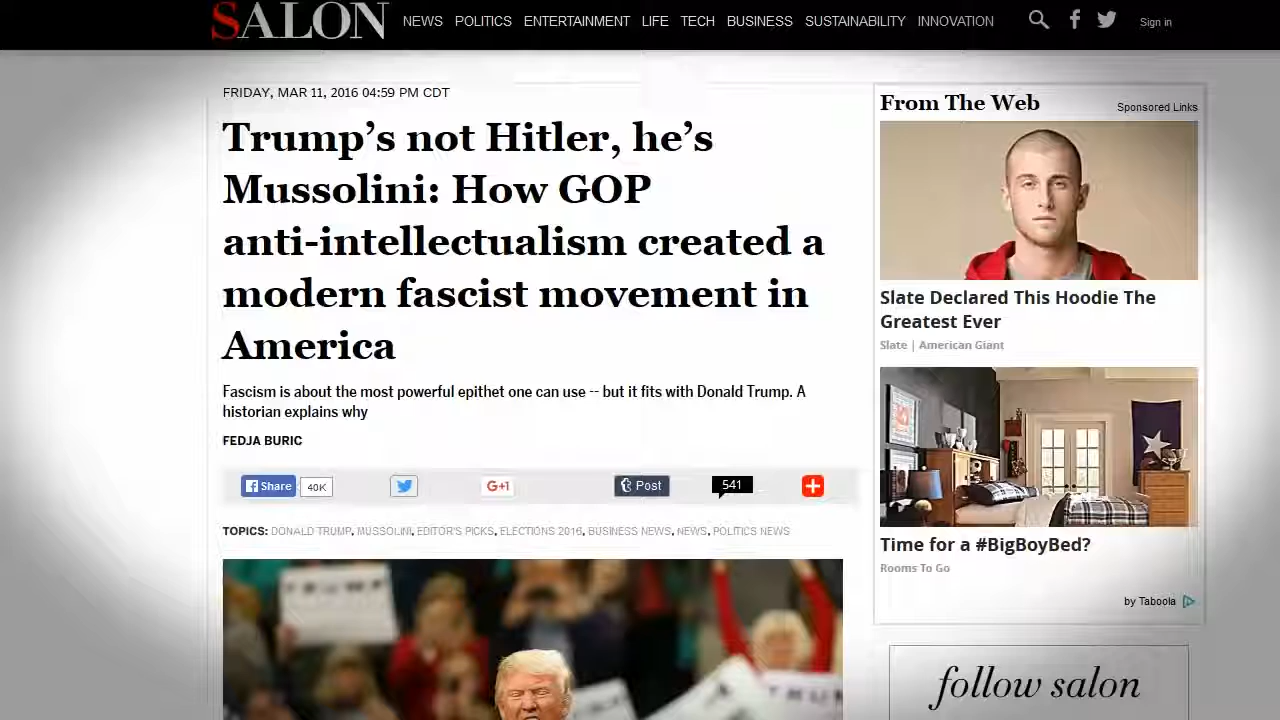 SALON NEWS POLITICS ENTERTAINMENT LIFE TECH BUSINESS SUSTAINABILITY INNOVATION Sign in
FRIDAY, MAR 11, 2016 04:59 PM CDT
Trump's not Hitler, he's
Mussolini: How GOP
anti-intellectualism created a
modern fascist movement in
America
Fascism is about the most powerful epithet one can use -- but it fits with Donald Trump. A
historian explains why
FEDJA BURIC
Share 40K G+1 Post 541
TOPICS: DONALD TRUMP, MUSSOLINI, EDITOR'S PICKS, ELECTIONS 2016, BUSINESS NEWS, NEWS, POLITICS NEWS
TRUMP
TRUM
From The Web
Sponsored Links
Slate Declared This Hoodie The
Greatest Ever
Slate | American Giant
Time for a #BigBoyBed?
Rooms To Go
by Taboola
follow salon